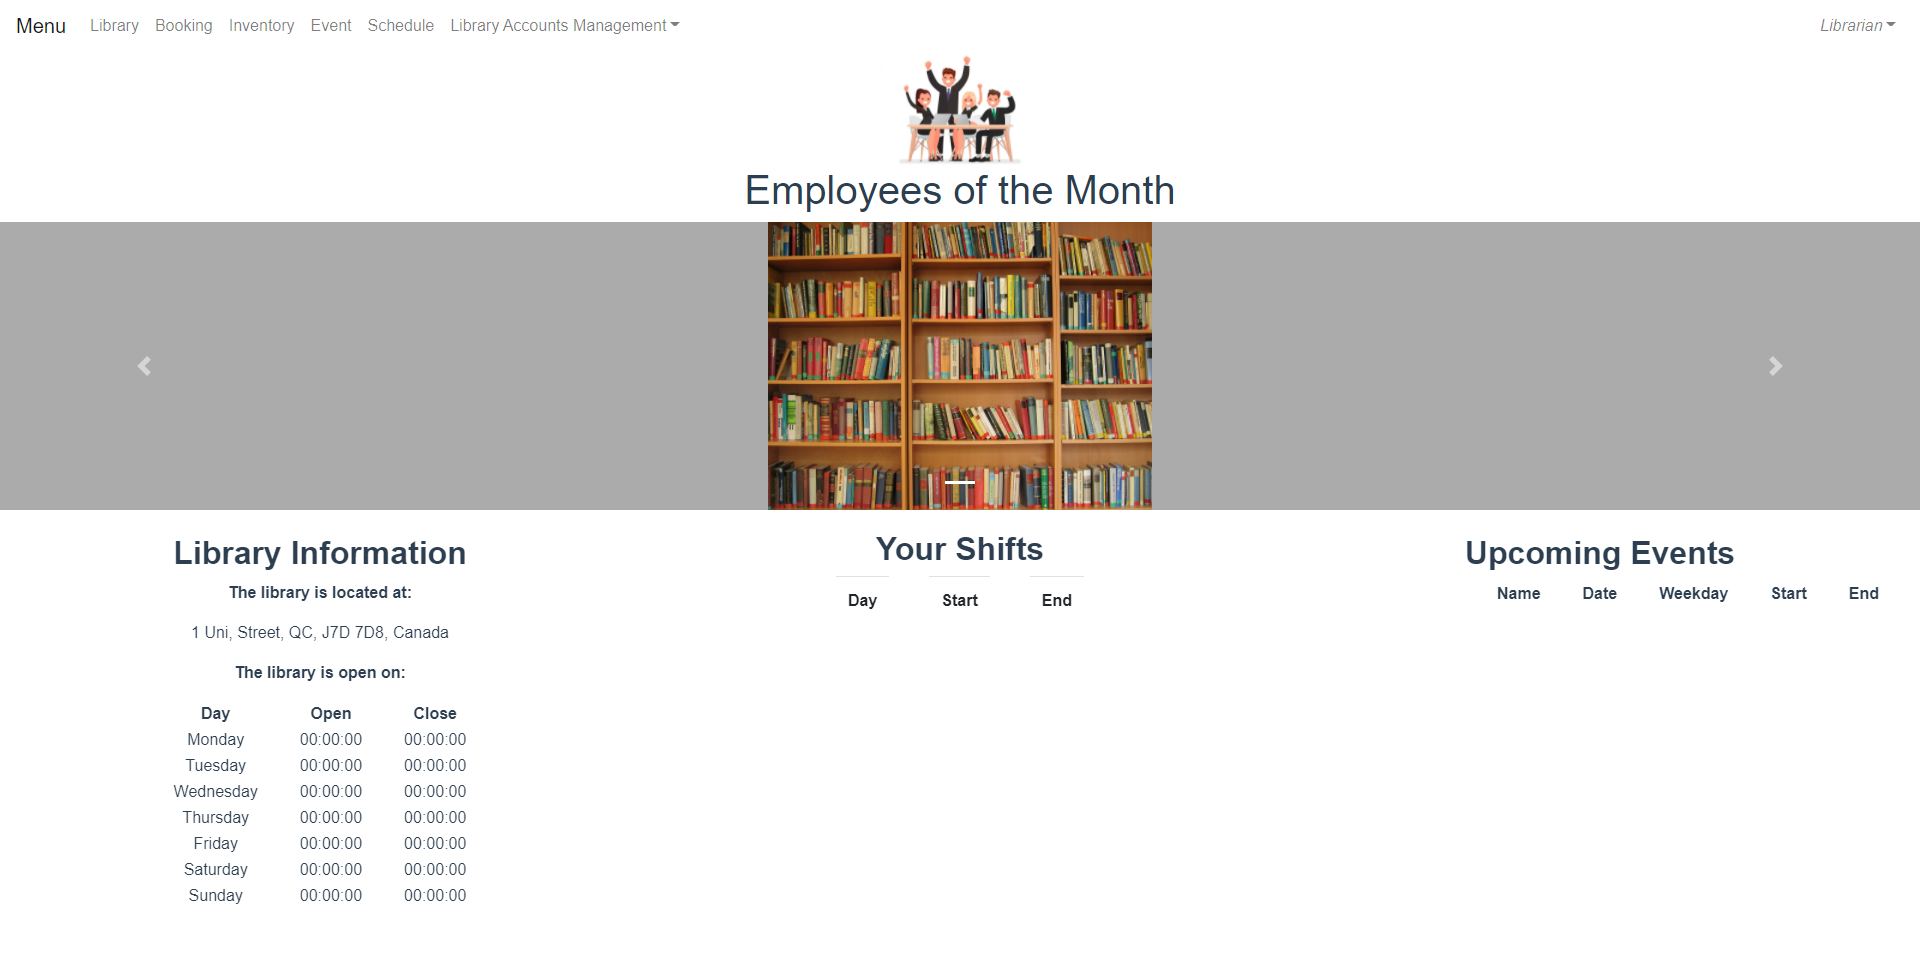 Menu Library Booking Inventory Event Schedule Library Accounts Management Librarian
Employees of the Month
Library Information
The library is located at:
1 Uni, Street, QC, J7D 7D8, Canada
The library is open on:
Day Open Close
Monday 00:00:00 00:00:00
Tuesday 00:00:00 00:00:00
Wednesday 00:00:00 00:00:00
Thursday 00:00:00 00:00:00
Friday 00:00:00 00:00:00
Saturday 00:00:00 00:00:00
Sunday 00:00:00 00:00:00
Your Shifts
Day Start End
Upcoming Events
Name Date Weekday Start End